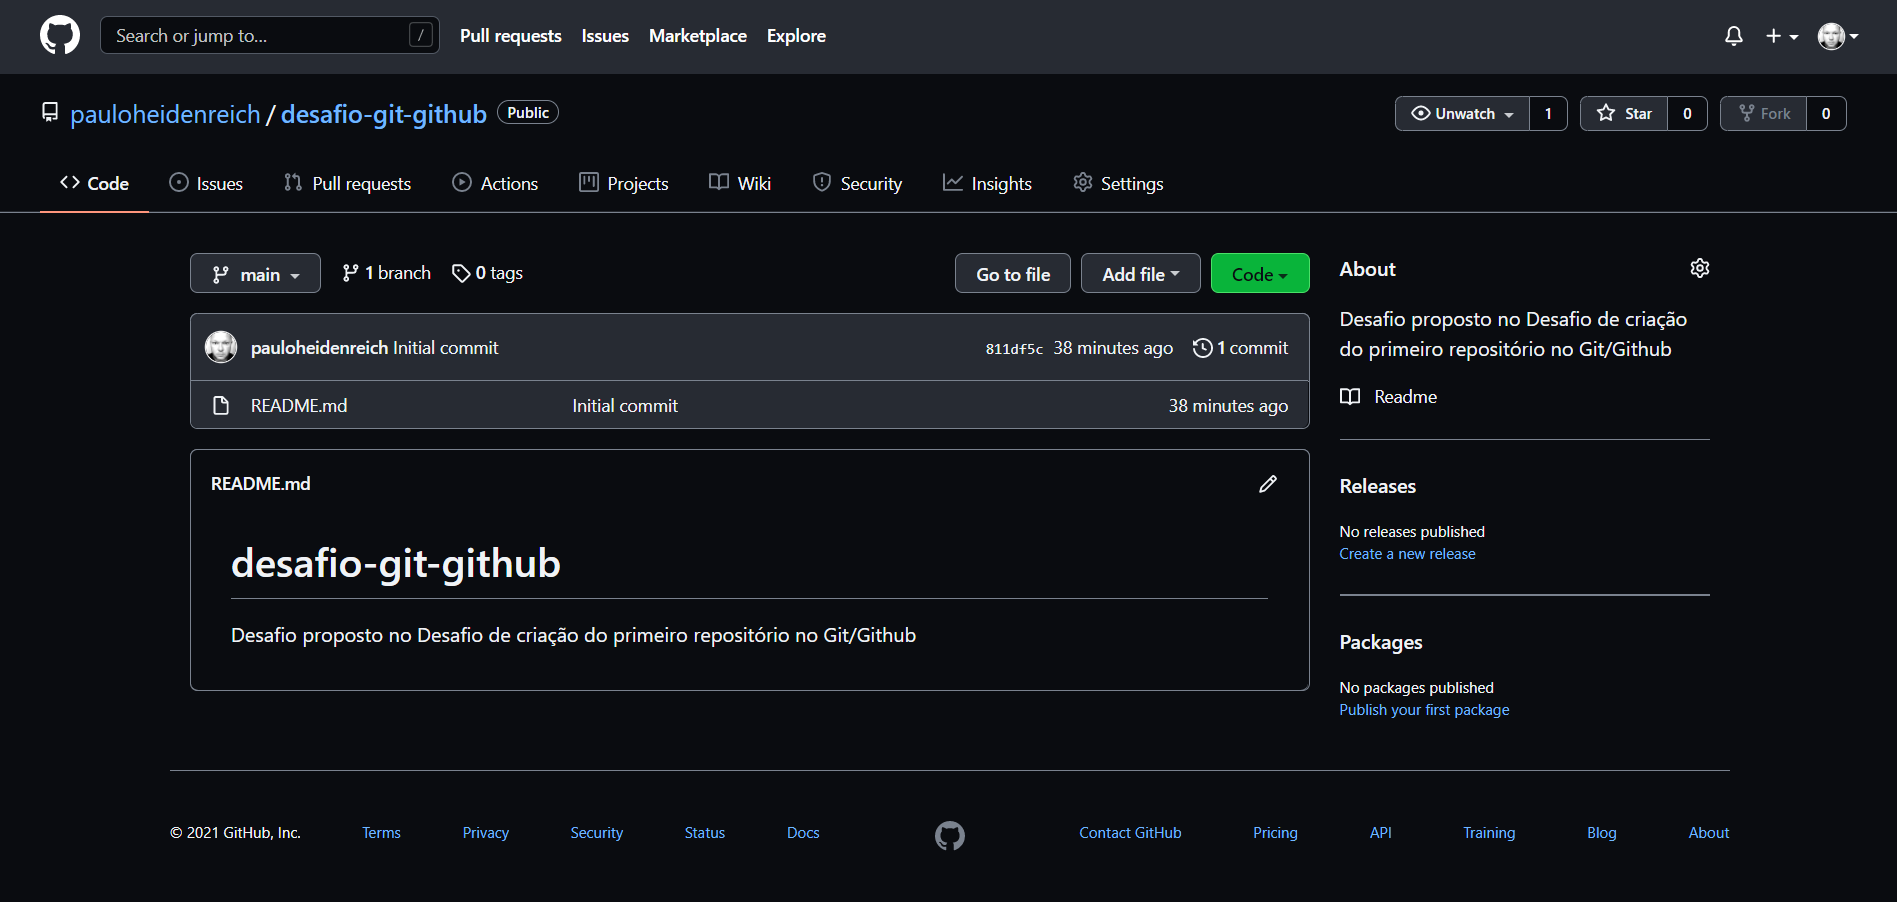 Search or jump to... /
Pull requests Issues Marketplace Explore
pauloheidenreich / desafio-git-github Public
Unwatch 1 Star 0 Fork 0
Code Issues Pull requests Actions Projects Wiki Security Insights Settings
main 1 branch 0 tags
Go to file Add file Code
pauloheidenreich Initial commit 811df5c 38 minutes ago 1 commit
README.md Initial commit 38 minutes ago
README.md
desafio-git-github
Desafio proposto no Desafio de criação do primeiro repositório no Git/Github
About
Desafio proposto no Desafio de criação
do primeiro repositório no Git/Github
Readme
Releases
No releases published
Create a new release
Packages
No packages published
Publish your first package
© 2021 GitHub, Inc. Terms Privacy Security Status Docs Contact GitHub Pricing API Training Blog About